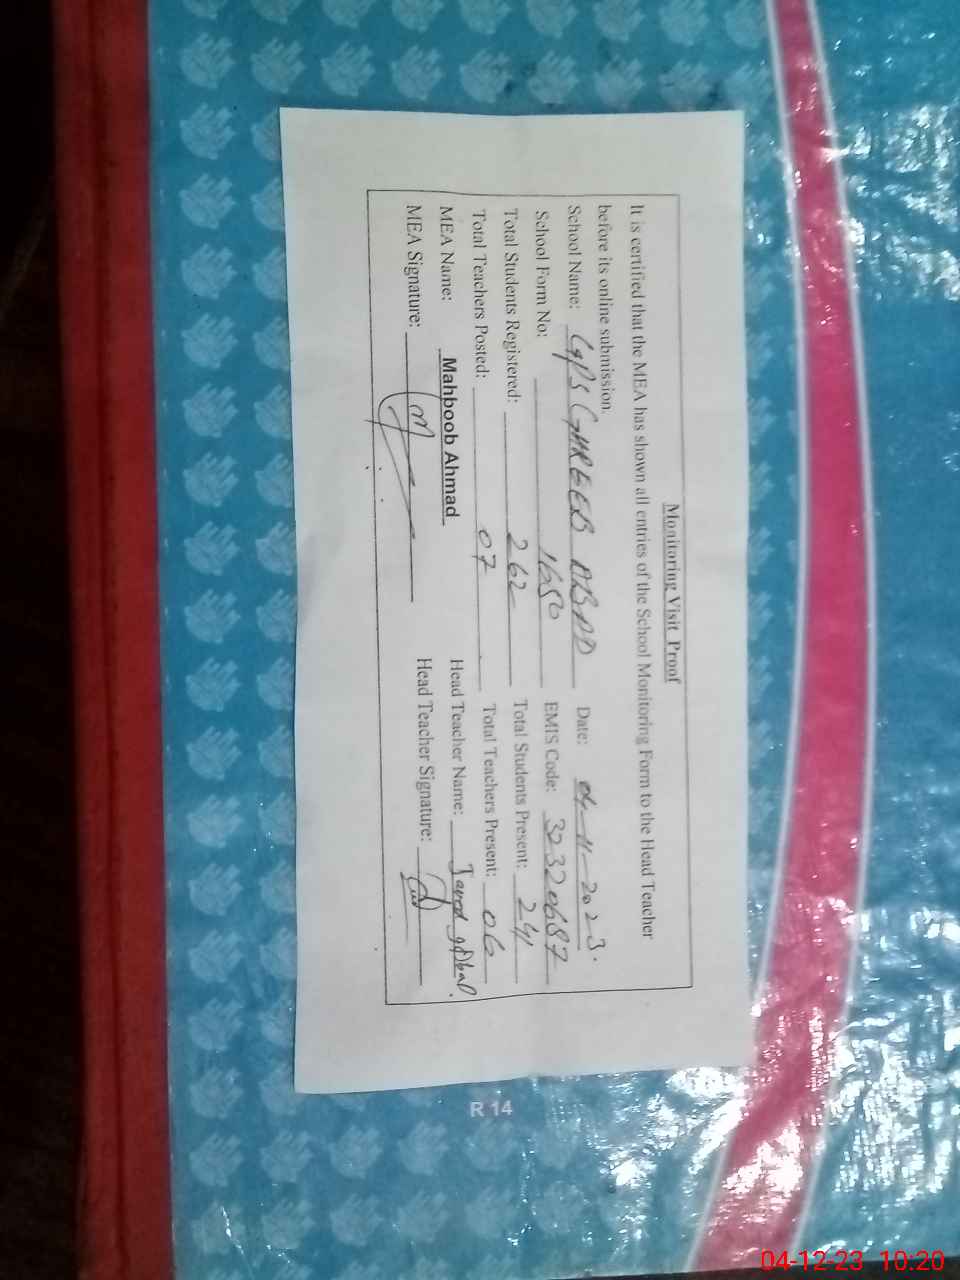 Monitoring Visit Proof
It is certified that the MEA has shown all entries of the School Monitoring Form to the Head Teacher
before its online submission.
School Name: GPS GHREEB ABAD Date: 04-11-2023.
School Form No: 1650 EMIS Code: 32320687
Total Students Registered: 262 Total Students Present: 241
Total Teachers Posted: 07 Total Teachers Present: 06
MEA Name: Mahboob Ahmad Head Teacher Name: Javed Iqbal.
MEA Signature: Head Teacher Signature:
R 14
04-12-23 10:20